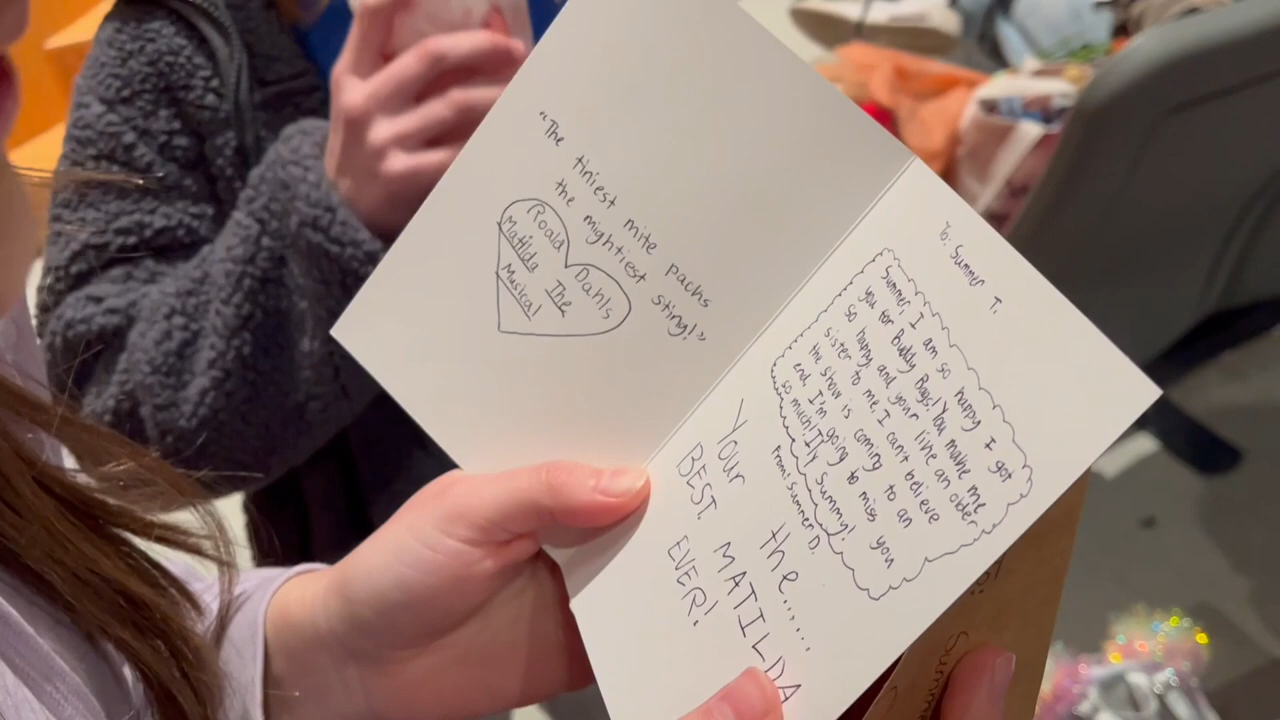 "The tiniest mite packs
the mightiest sting!"
Roald Dahls
Matilda The
Musical
To: Summer T.
Summer, I am so happy I got
you for Buddy Bags! You make me
so happy and your like an older
sister to me. I can't believe
the show is coming to an
end. I'm going to miss you
so much! Ily Summy!
From: Summer D.
Your the......
BEST MATILDA
EVER!
To: